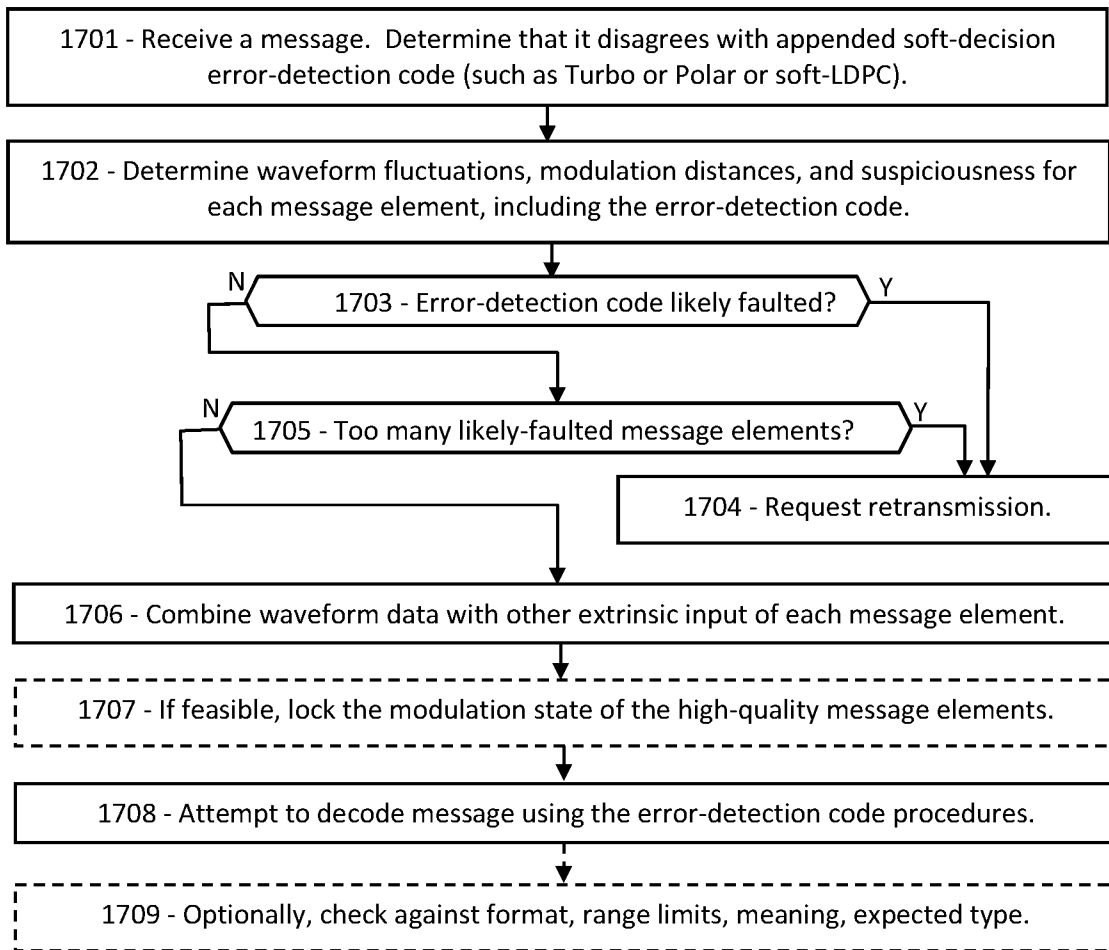 1701 - Receive a message.  Determine that it disagrees with appended soft-decision
error-detection code (such as Turbo or Polar or soft-LDPC).
1702 - Determine waveform fluctuations, modulation distances, and suspiciousness for
each message element, including the error-detection code.
N
Y
1703 - Error-detection code likely faulted?
N
Y
1705 - Too many likely-faulted message elements?
1704 - Request retransmission.
1706 - Combine waveform data with other extrinsic input of each message element.
1707 - If feasible, lock the modulation state of the high-quality message elements.
1708 - Attempt to decode message using the error-detection code procedures.
1709 - Optionally, check against format, range limits, meaning, expected type.